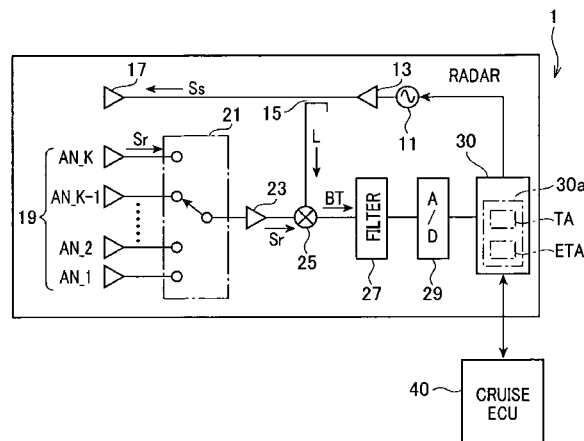 1
17
Ss
13
RADAR
15
11
Sr
21
L
30
30a
AN_K
AN_K-1
19
AN_2
AN_1
23
Sr
25
BT
FILTER
27
A/D
29
TA
ETA
40
CRUISE
ECU